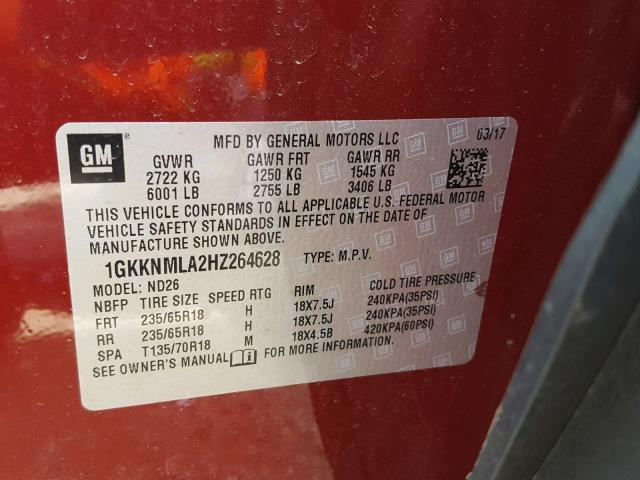 GM
MFD BY GENERAL MOTORS LLC 03/17
GVWR GAWR FRT GAWR RR
2722 KG 1250 KG 1545 KG
6001 LB 2755 LB 3406 LB
THIS VEHICLE CONFORMS TO ALL APPLICABLE U.S. FEDERAL MOTOR
VEHICLE SAFETY STANDARDS IN EFFECT ON THE DATE OF
MANUFACTURE SHOWN ABOVE.
1GKKNMLA2HZ264628 TYPE: M.P.V.
MODEL: ND26
NBFP TIRE SIZE SPEED RTG RIM COLD TIRE PRESSURE
FRT 235/65R18 H 18X7.5J 240KPA(35PSI)
RR 235/65R18 H 18X7.5J 240KPA(35PSI)
SPA T135/70R18 M 18X4.5B 420KPA(60PSI)
SEE OWNER'S MANUAL FOR MORE INFORMATION.